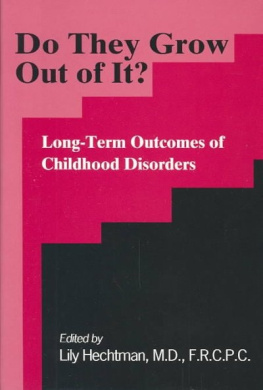 Do They Grow
Out of It?
Long-Term Outcomes of
Childhood Disorders
Edited by
Lily Hechtman, M.D., F.R.C.P.C.